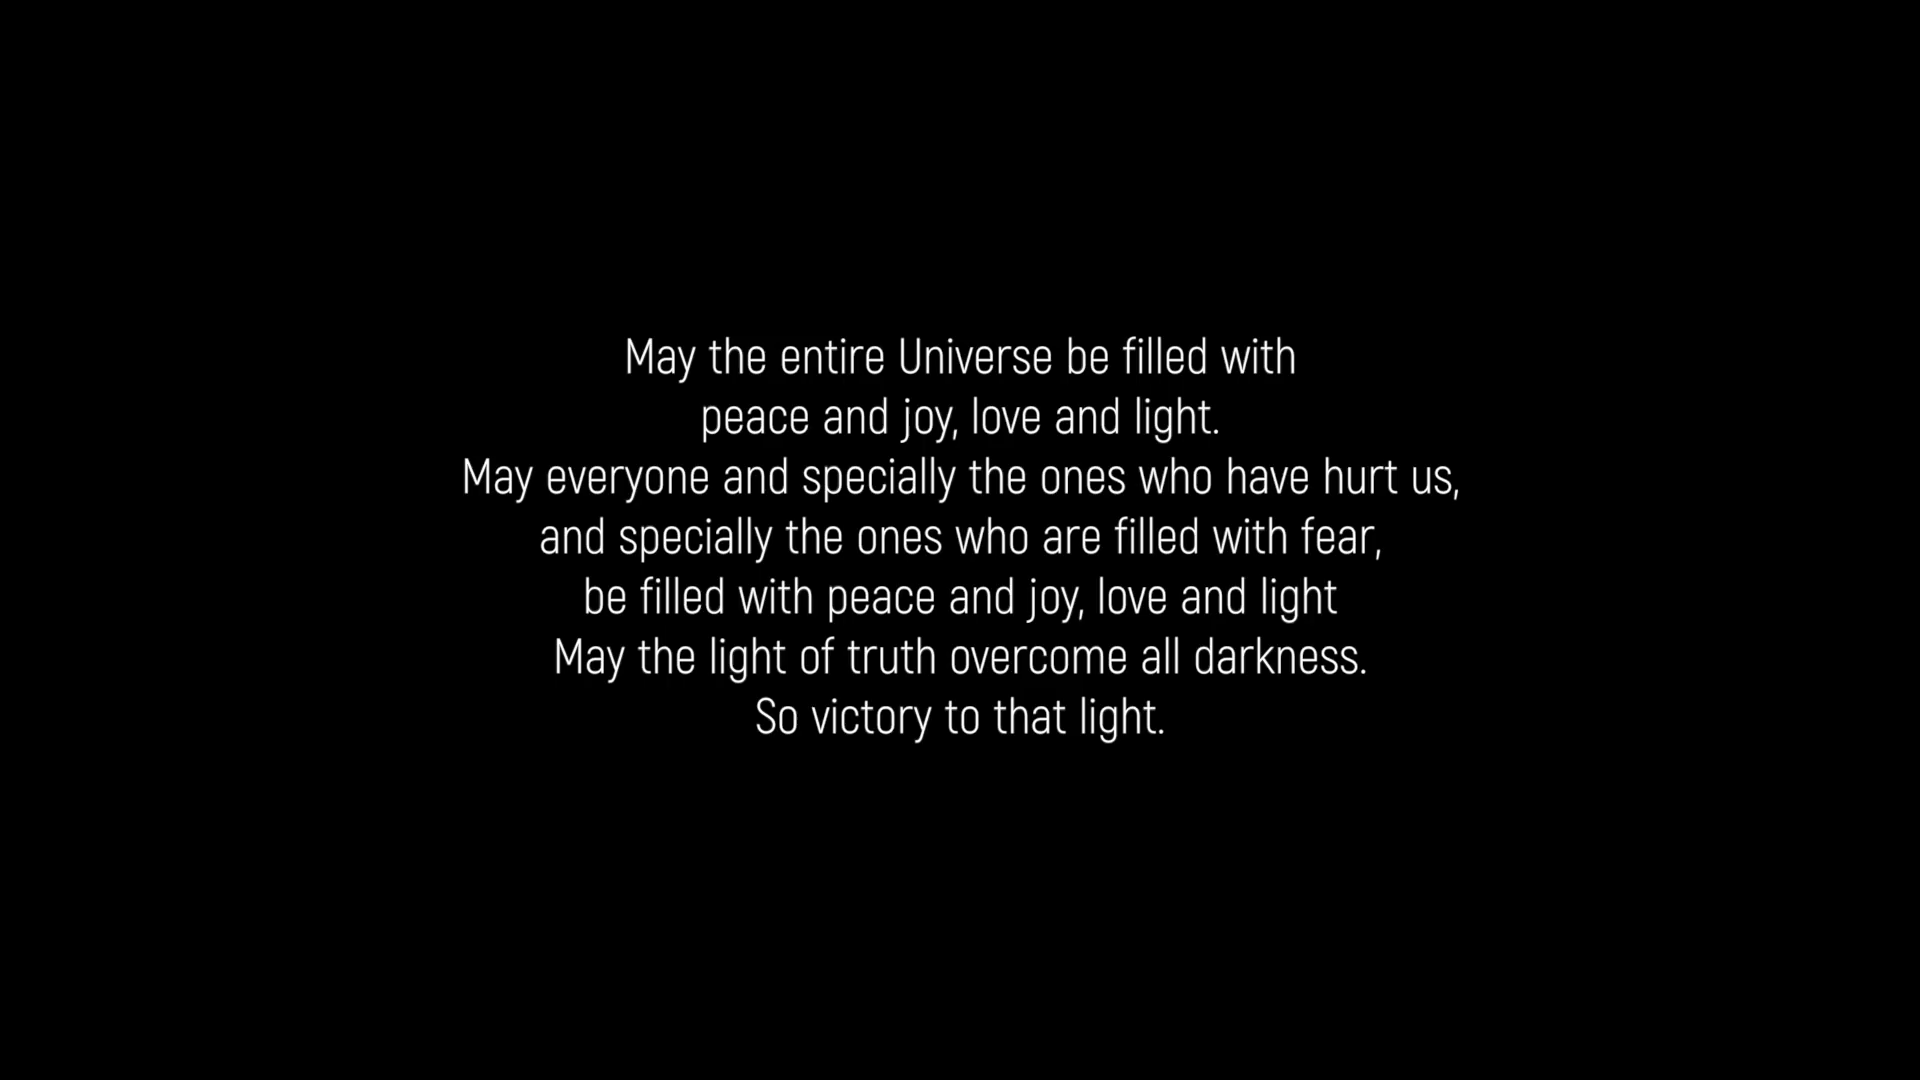 May the entire Universe be filled with
peace and joy, love and light.
May everyone and specially the ones who have hurt us,
and specially the ones who are filled with fear,
be filled with peace and joy, love and light
May the light of truth overcome all darkness.
So victory to that light.